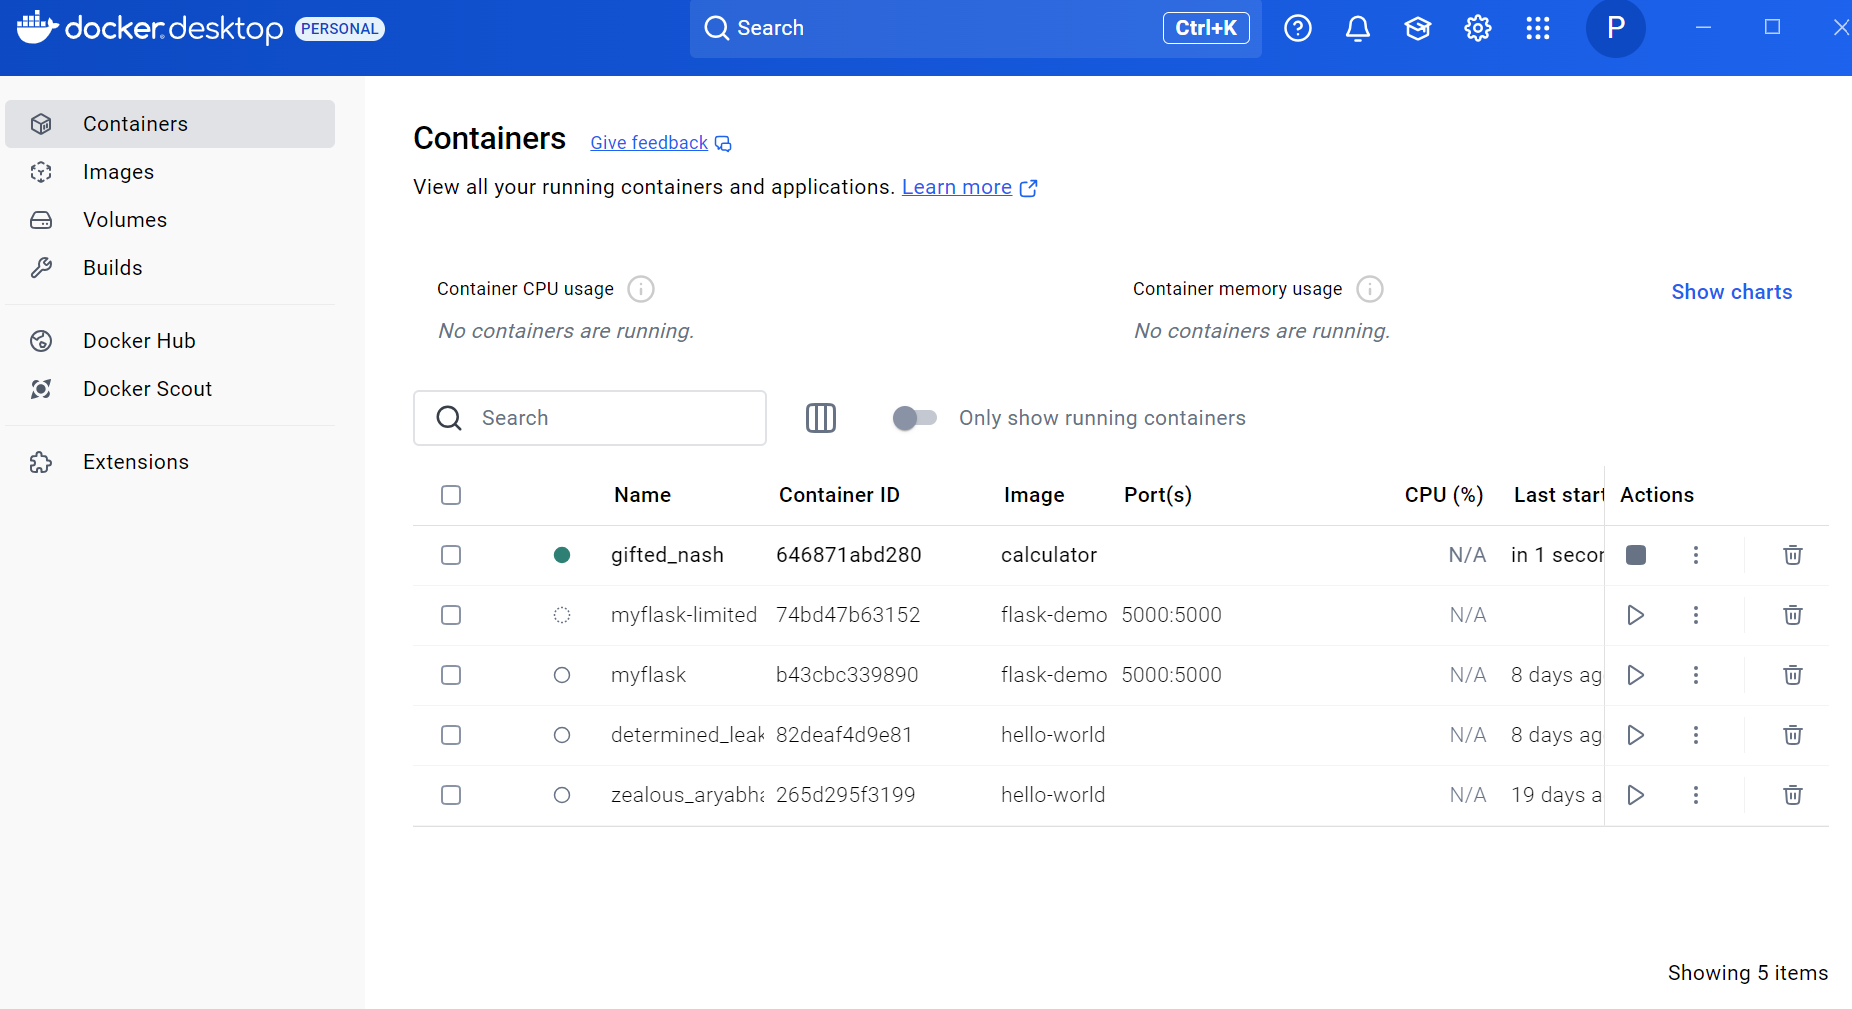 docker.desktop PERSONAL Search Ctrl+K P
Containers
Images
Volumes
Builds
Docker Hub
Docker Scout
Extensions
Containers Give feedback
View all your running containers and applications. Learn more
Container CPU usage Container memory usage Show charts
No containers are running. No containers are running.
Search Only show running containers
Name Container ID Image Port(s) CPU (%) Last start Actions
gifted_nash 646871abd280 calculator N/A in 1 secon
myflask-limited 74bd47b63152 flask-demo 5000:5000 N/A
myflask b43cbc339890 flask-demo 5000:5000 N/A 8 days ag
determined_leak 82deaf4d9e81 hello-world N/A 8 days ag
zealous_aryabha 265d295f3199 hello-world N/A 19 days a
Showing 5 items